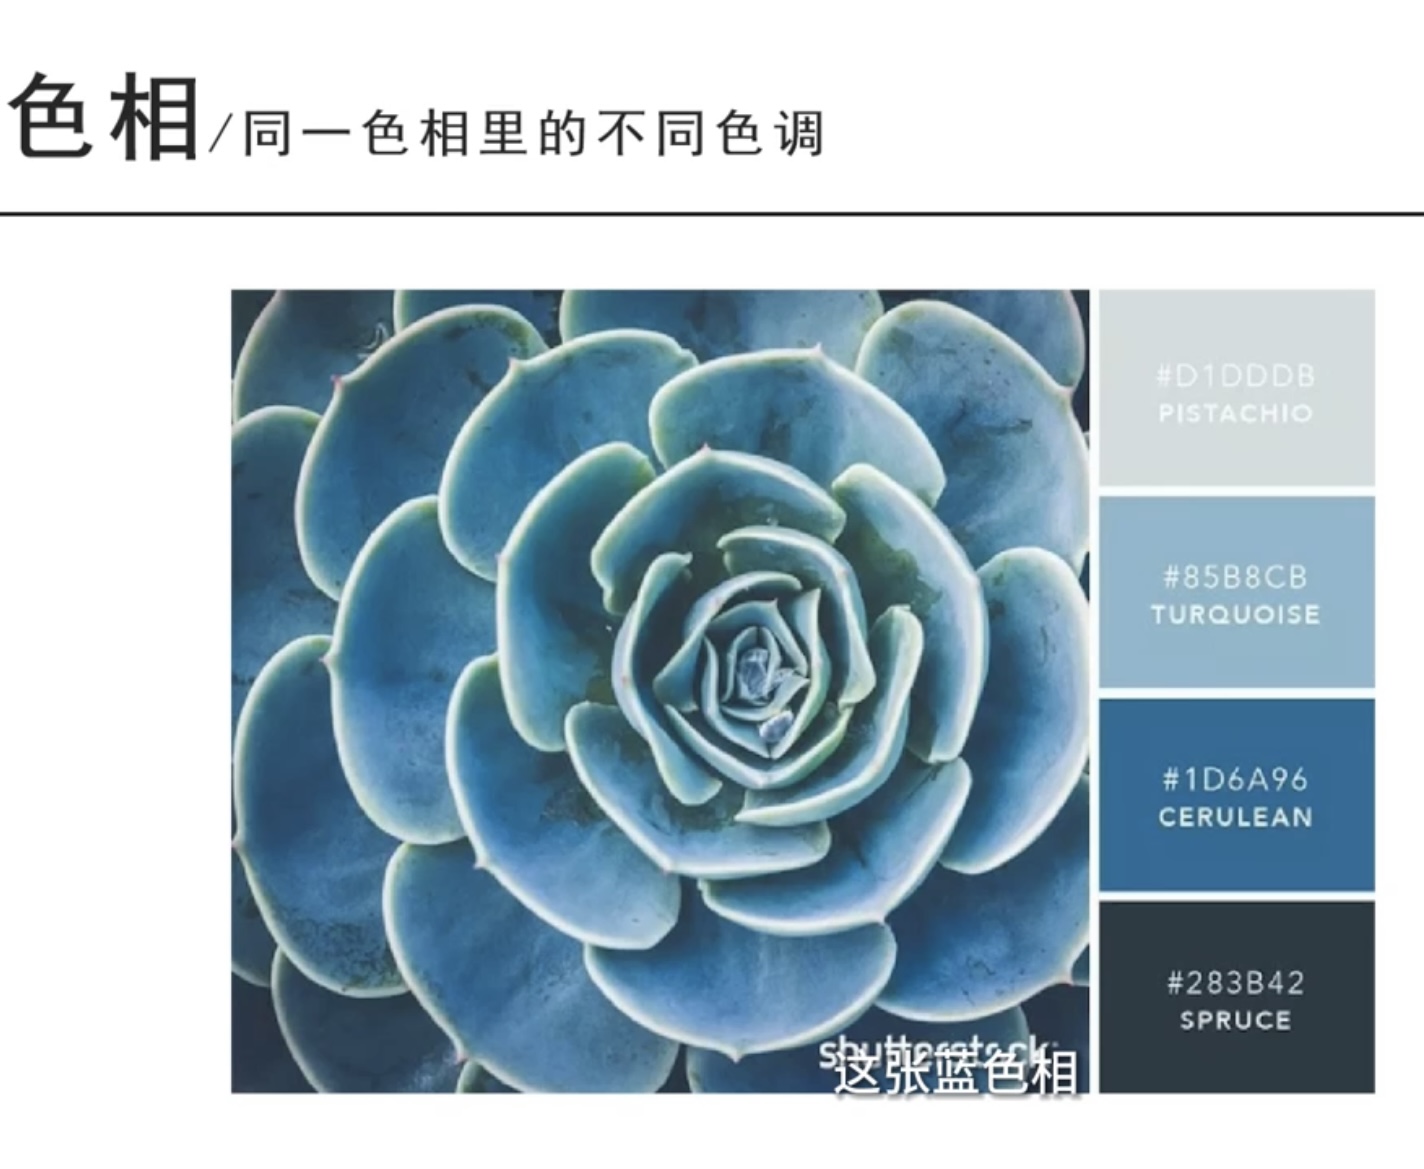 色相/同一色相里的不同色调
#D1DDDB
PISTACHIO
#85B8CB
TURQUOISE
#1D6A96
CERULEAN
#283B42
SPRUCE
shutterstock
这张蓝色相